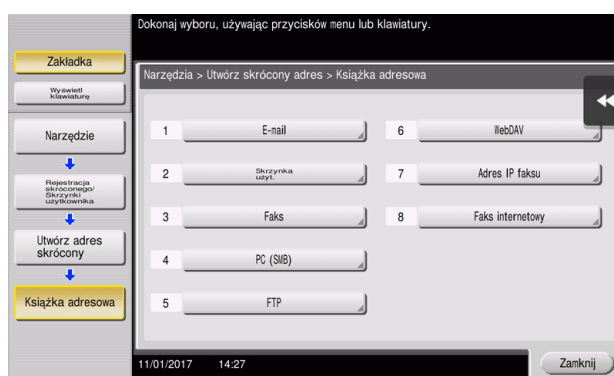 Dokonaj wyboru, używając przycisków menu lub klawiatury.
Zakładka
Wyświetl
klawiaturę
Narzędzie
Rejestracja
skróconego/
Skrzynki
użytkownika
Utwórz adres
skrócony
Książka adresowa
Narzędzia > Utwórz skrócony adres > Książka adresowa
1 E-mail
2 Skrzynka
użyt.
3 Faks
4 PC (SMB)
5 FTP
6 WebDAV
7 Adres IP faksu
8 Faks internetowy
11/01/2017 14:27
Zamknij